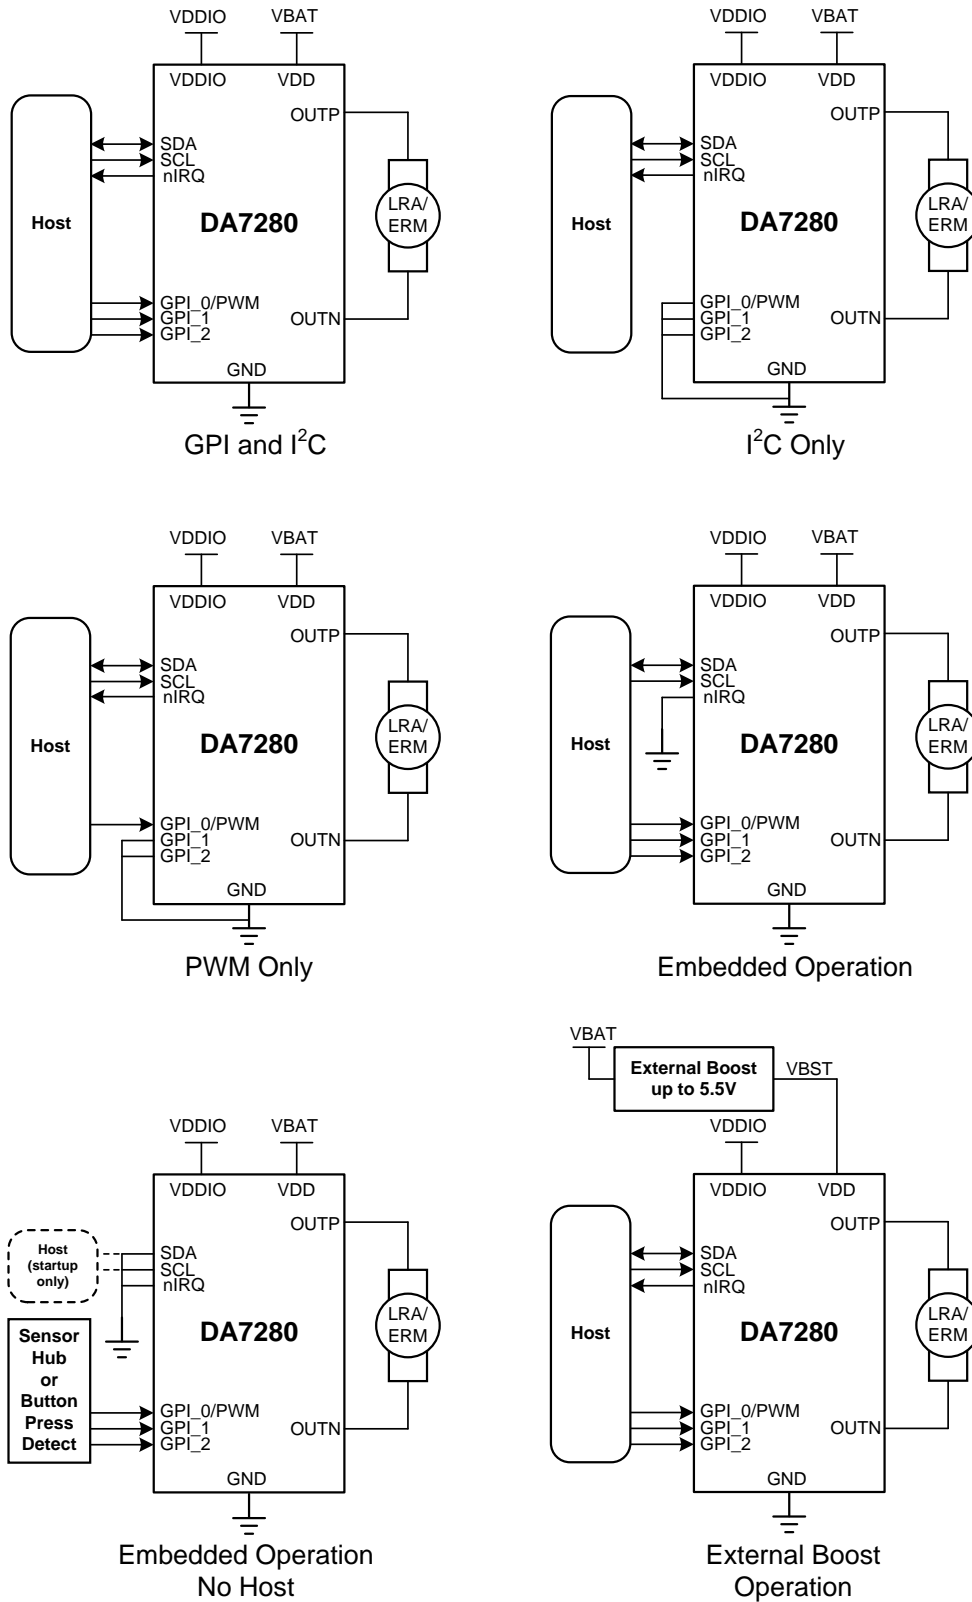 VDDIO VBAT
VDDIO VDD
OUTP
SDA
SCL
nIRQ
Host
DA7280
LRA/
ERM
GPI_0/PWM
GPI_1
OUTN
GPI_2
GND
GPI and I²C
VDDIO VBAT
VDDIO VDD
OUTP
SDA
SCL
nIRQ
Host
DA7280
LRA/
ERM
GPI_0/PWM
GPI_1
OUTN
GPI_2
GND
I²C Only
VDDIO VBAT
VDDIO VDD
OUTP
SDA
SCL
nIRQ
Host
DA7280
LRA/
ERM
GPI_0/PWM
GPI_1
OUTN
GPI_2
GND
PWM Only
VDDIO VBAT
VDDIO VDD
OUTP
SDA
SCL
nIRQ
Host
DA7280
LRA/
ERM
GPI_0/PWM
GPI_1
OUTN
GPI_2
GND
Embedded Operation
VDDIO VBAT
VDDIO VDD
OUTP
Host
(startup
only)
SDA
SCL
nIRQ
Sensor
Hub
or
Button
Press
Detect
DA7280
LRA/
ERM
GPI_0/PWM
GPI_1
OUTN
GPI_2
GND
Embedded Operation
No Host
VBAT
External Boost
up to 5.5V
VBST
VDDIO
VDDIO VDD
OUTP
SDA
SCL
nIRQ
Host
DA7280
LRA/
ERM
GPI_0/PWM
GPI_1
OUTN
GPI_2
GND
External Boost
Operation